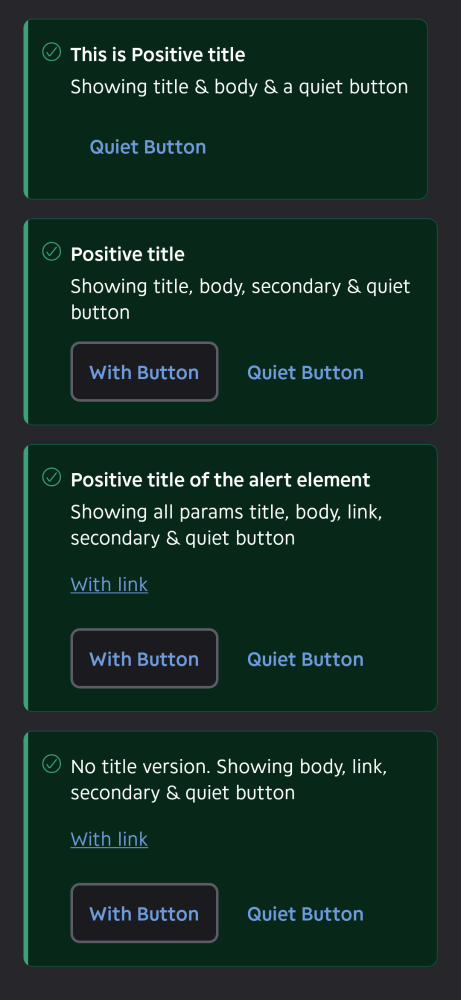 This is Positive title
Showing title & body & a quiet button
Quiet Button
Positive title
Showing title, body, secondary & quiet
button
With Button
Quiet Button
Positive title of the alert element
Showing all params title, body, link,
secondary & quiet button
With link
With Button
Quiet Button
No title version. Showing body, link,
secondary & quiet button
With link
With Button
Quiet Button